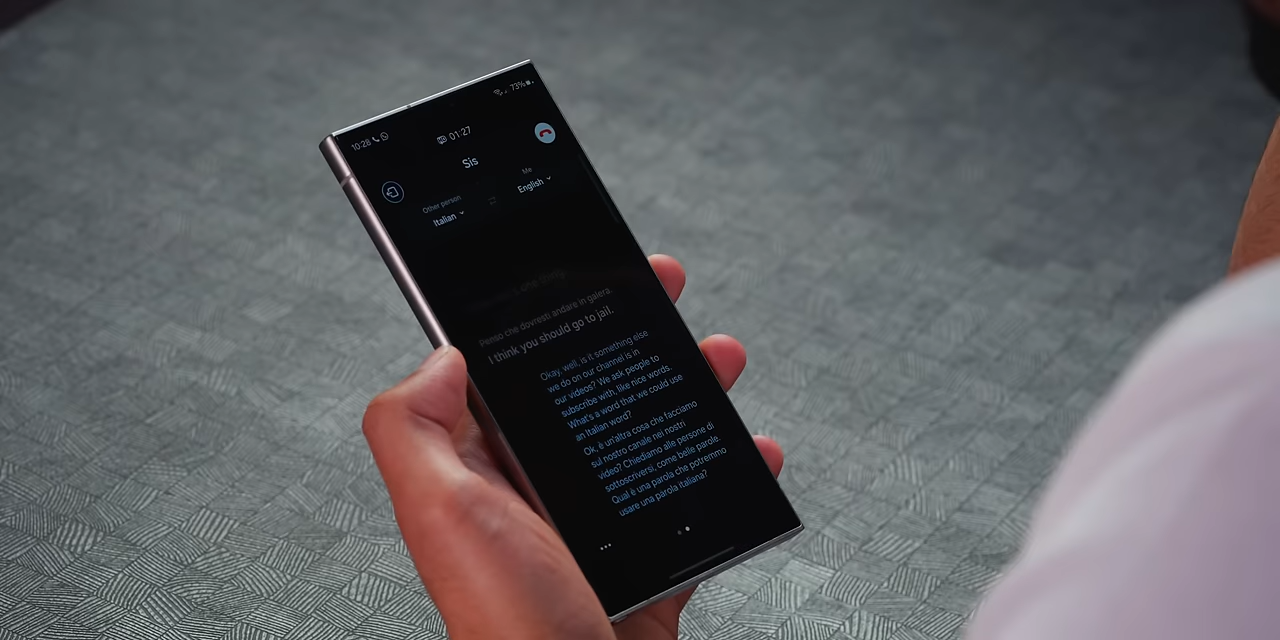 10:28
73%
01:27
Sis
Other person
Italian
Me
English
Penso che dovresti andare in galera.
I think you should go to jail.
Okay, well, is it something else
we do on our channel is in
our videos? We ask people to
subscribe with, like nice words.
What's a word that we could use
an Italian word?
Ok, è un'altra cosa che facciamo
sul nostro canale nei nostri
video? Chiediamo alle persone di
sottoscriversi, come belle parole.
Qual è una parola che potremmo
usare una parola italiana?